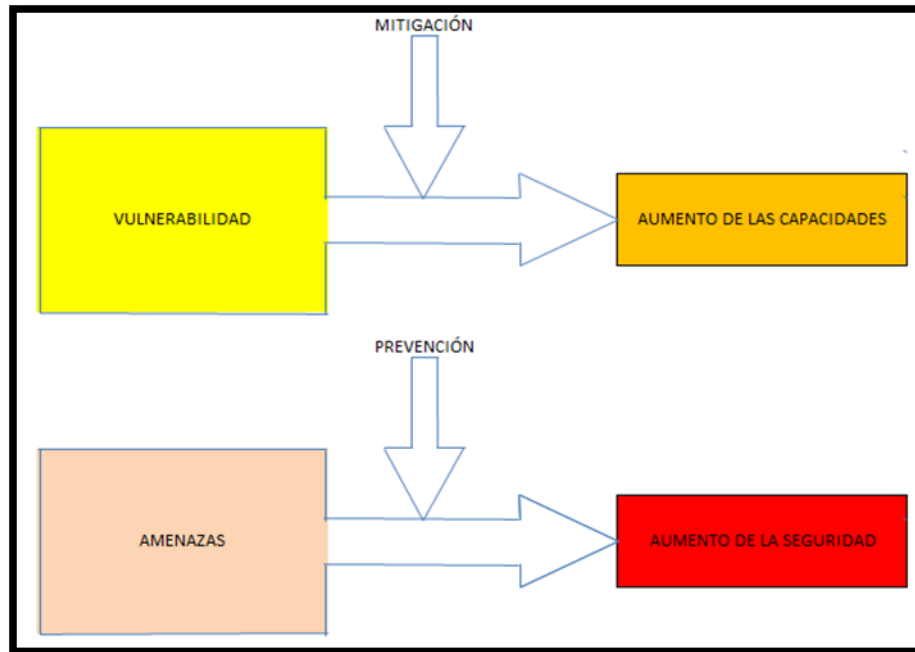 MITIGACIÓN
VULNERABILIDAD
AUMENTO DE LAS CAPACIDADES
PREVENCIÓN
AMENAZAS
AUMENTO DE LA SEGURIDAD